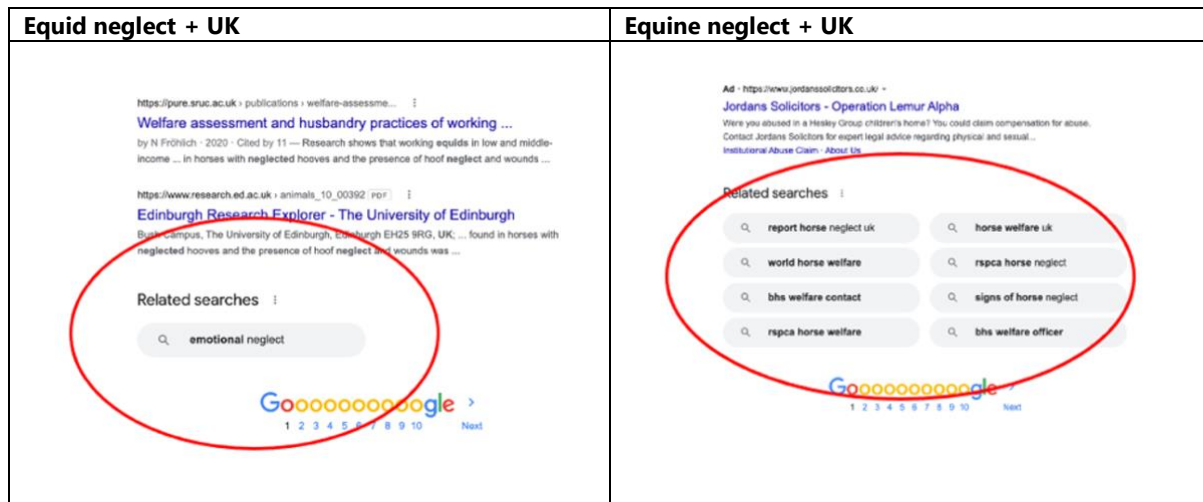 Equid neglect + UK
https://pure.sruc.ac.uk › publications › welfare-assessme...
Welfare assessment and husbandry practices of working ...
by N Fröhlich · 2020 · Cited by 11 — Research shows that working equids in low and middle-
income ... in horses with neglected hooves and the presence of hoof neglect and wounds ...
https://www.research.ed.ac.uk › animals_10_00392 PDF
Edinburgh Research Explorer - The University of Edinburgh
Bush Campus, The University of Edinburgh, Edinburgh EH25 9RG, UK; ... found in horses with
neglected hooves and the presence of hoof neglect and wounds was ...
Related searches
emotional neglect
Goooooooooogle >
1 2 3 4 5 6 7 8 9 10 Next
Equine neglect + UK
Ad · https://www.jordanssolicitors.co.uk/
Jordans Solicitors - Operation Lemur Alpha
Were you abused in a Hesley Group children's home? You could claim compensation for abuse.
Contact Jordans Solicitors for expert legal advice regarding physical and sexual...
Institutional Abuse Claim · About Us
Related searches
report horse neglect uk
horse welfare uk
world horse welfare
rspca horse neglect
bhs welfare contact
signs of horse neglect
rspca horse welfare
bhs welfare officer
Goooooooooogle >
1 2 3 4 5 6 7 8 9 10 Next